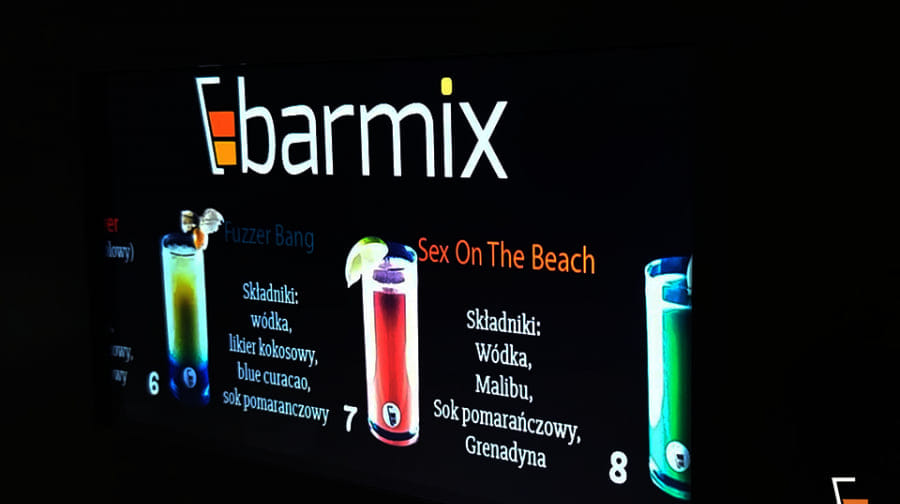 barmix
Fuzzer Bang
Składniki:
wódka,
likier kokosowy,
blue curacao,
sok pomaranczowy
6
Sex On The Beach
Składniki:
Wódka,
Malibu,
Sok pomarańczowy,
Grenadyna
7
8